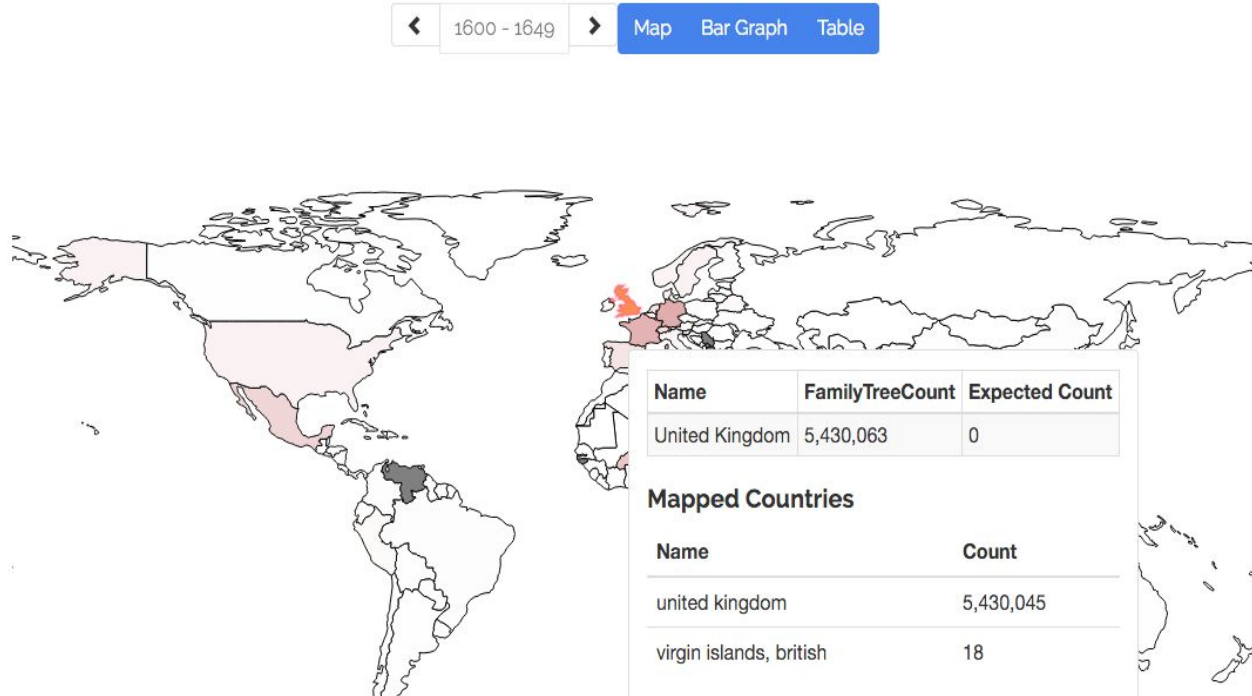 1600 - 1649 Map Bar Graph Table
Name FamilyTreeCount Expected Count
United Kingdom 5,430,063 0
Mapped Countries
Name Count
united kingdom 5,430,045
virgin islands, british 18